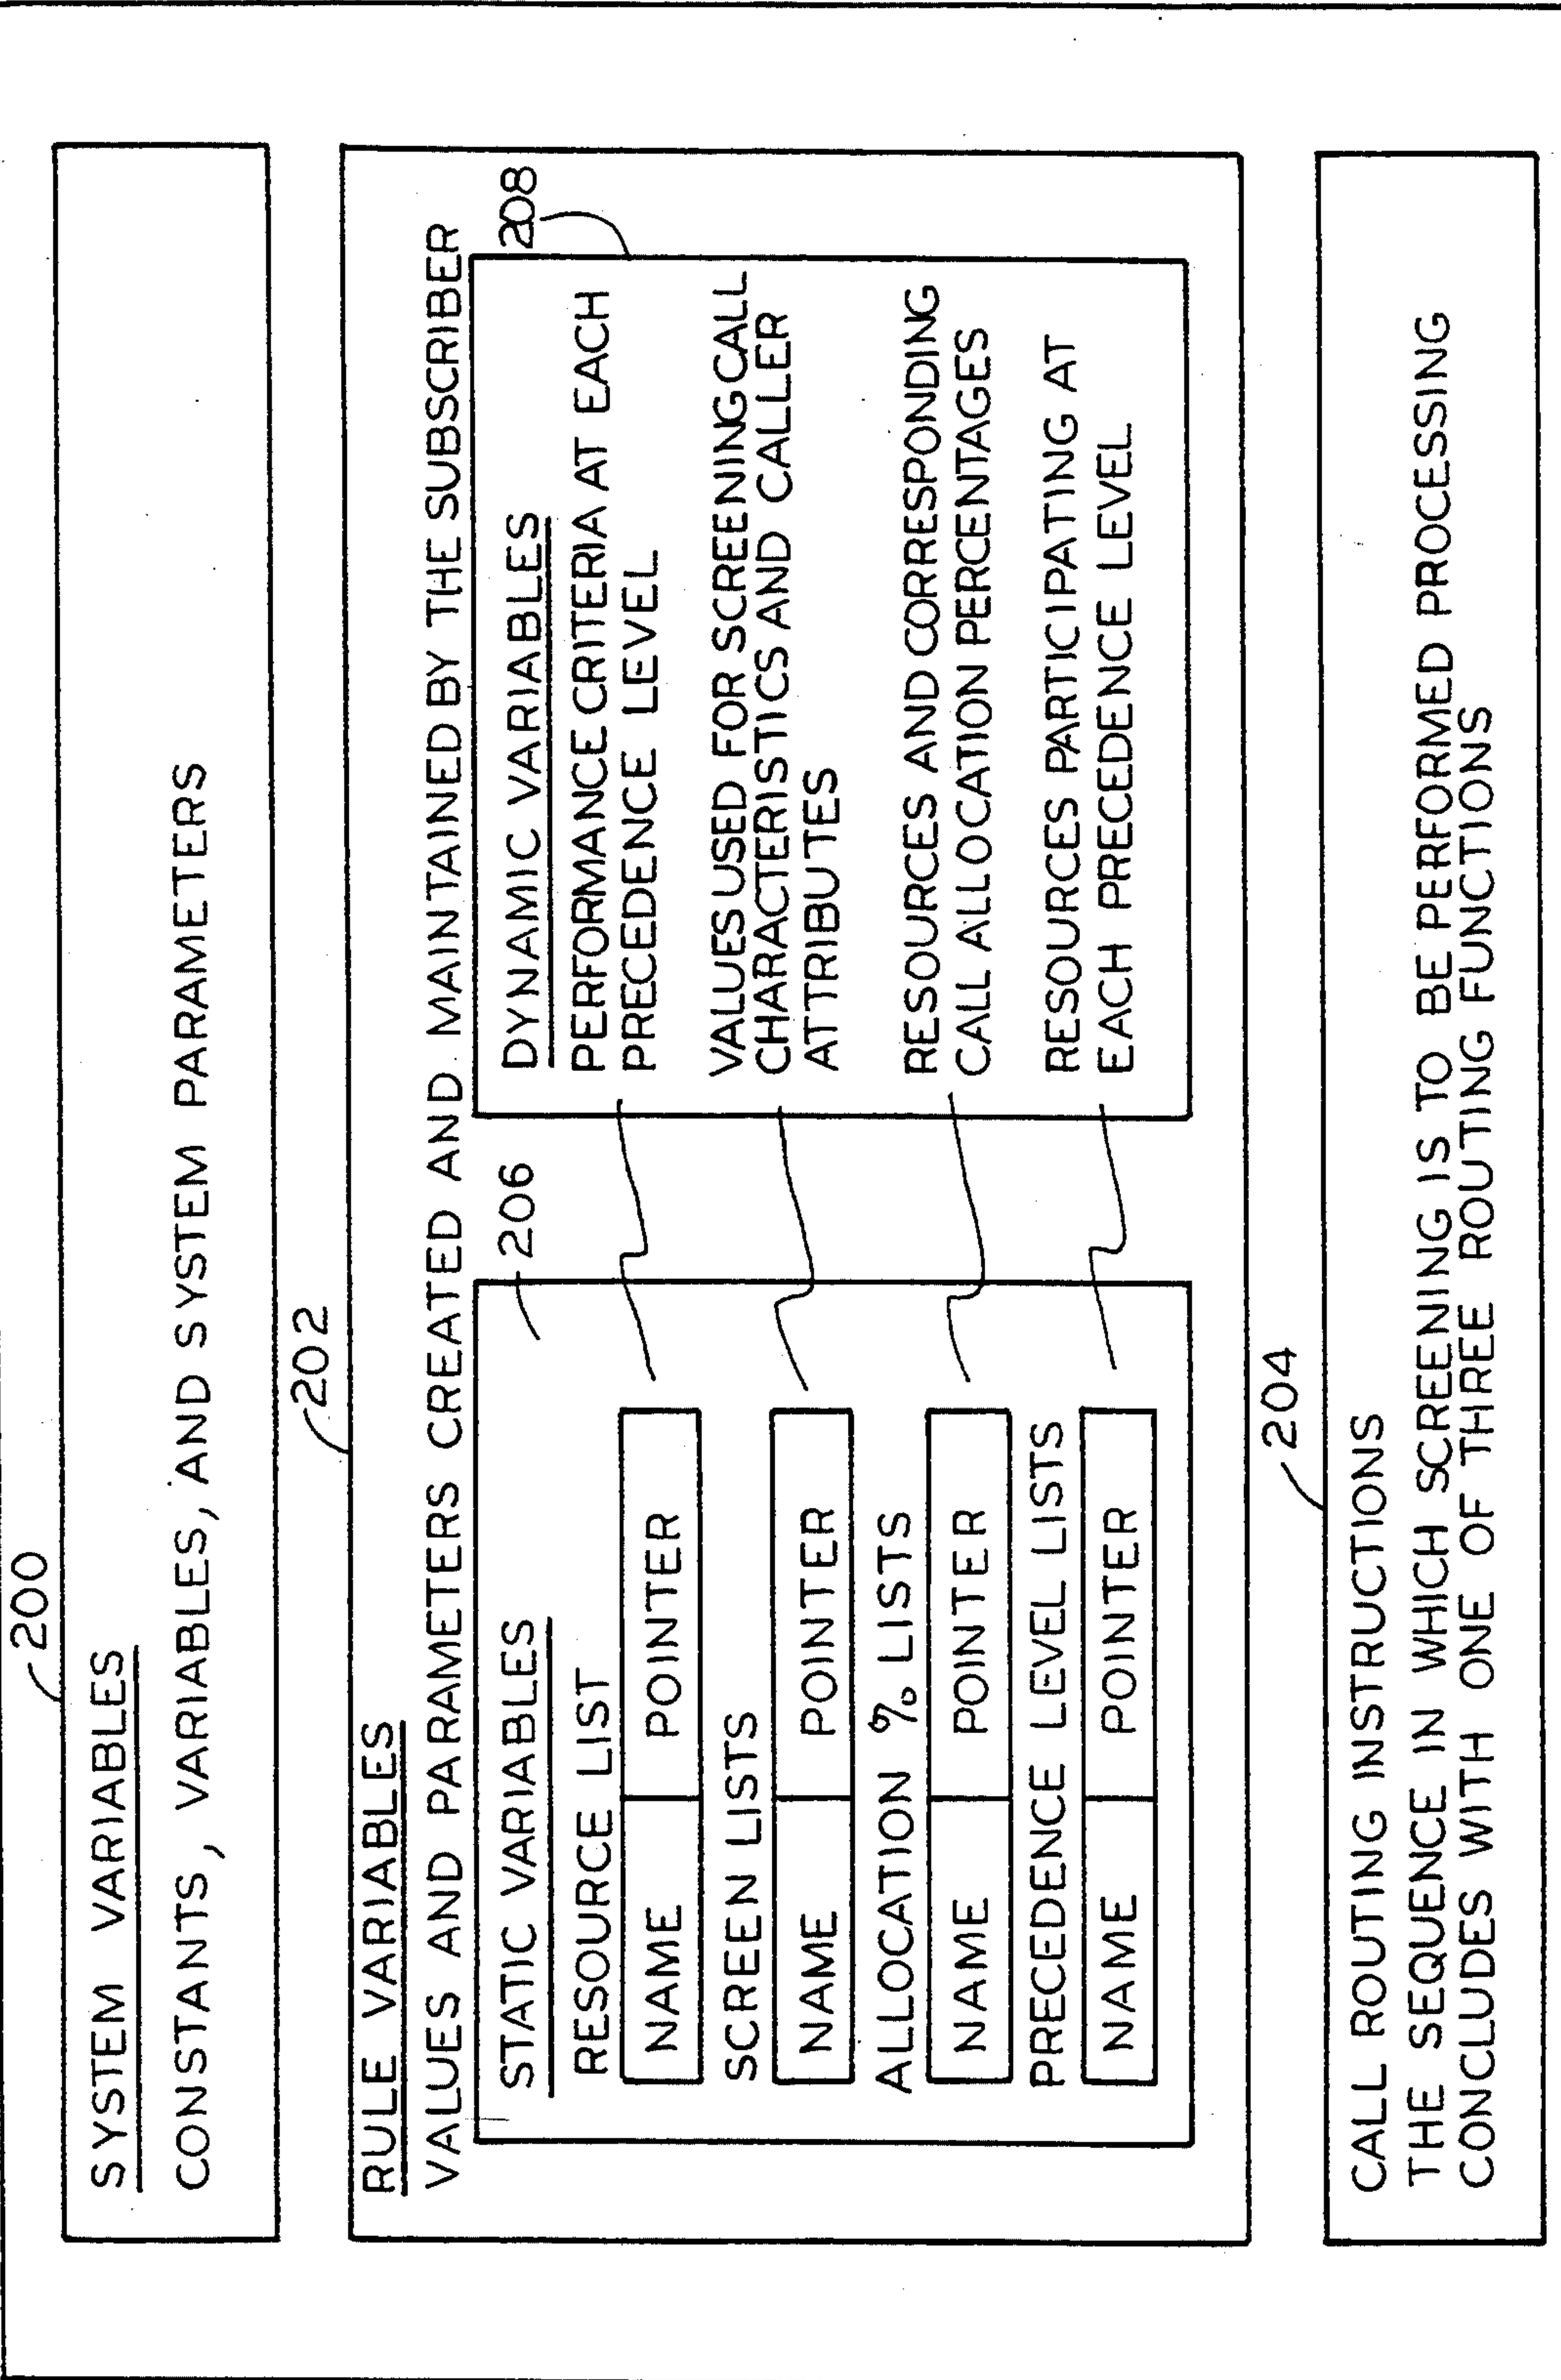 200
SYSTEM VARIABLES
CONSTANTS, VARIABLES, AND SYSTEM PARAMETERS
202
RULE VARIABLES
VALUES AND PARAMETERS CREATED AND MAINTAINED BY THE SUBSCRIBER
206
STATIC VARIABLES
RESOURCE LIST
NAME POINTER
SCREEN LISTS
NAME POINTER
ALLOCATION % LISTS
NAME POINTER
PRECEDENCE LEVEL LISTS
NAME POINTER
208
DYNAMIC VARIABLES
PERFORMANCE CRITERIA AT EACH
PRECEDENCE LEVEL
VALUES USED FOR SCREENING CALL
CHARACTERISTICS AND CALLER
ATTRIBUTES
RESOURCES AND CORRESPONDING
CALL ALLOCATION PERCENTAGES
RESOURCES PARTICIPATING AT
EACH PRECEDENCE LEVEL
204
CALL ROUTING INSTRUCTIONS
THE SEQUENCE IN WHICH SCREENING IS TO BE PERFORMED PROCESSING
CONCLUDES WITH ONE OF THREE ROUTING FUNCTIONS